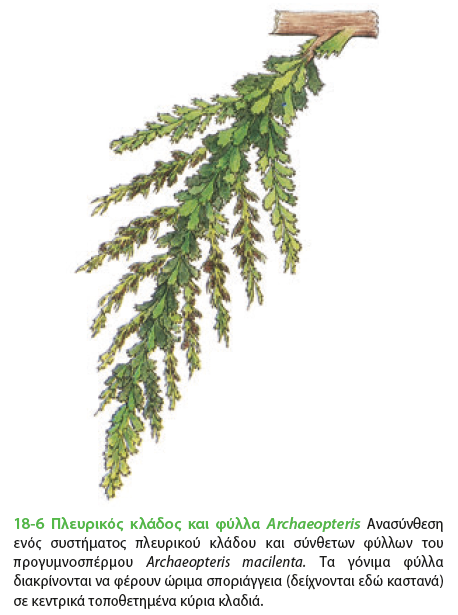 18-6 Πλευρικός κλάδος και φύλλα Archaeopteris Ανασύνθεση
ενός συστήματος πλευρικού κλάδου και σύνθετων φύλλων του
προγυμνοσπέρμου Archaeopteris macilenta. Τα γόνιμα φύλλα
διακρίνονται να φέρουν ώριμα σποριάγγεια (δείχνονται εδώ καστανά)
σε κεντρικά τοποθετημένα κύρια κλαδιά.